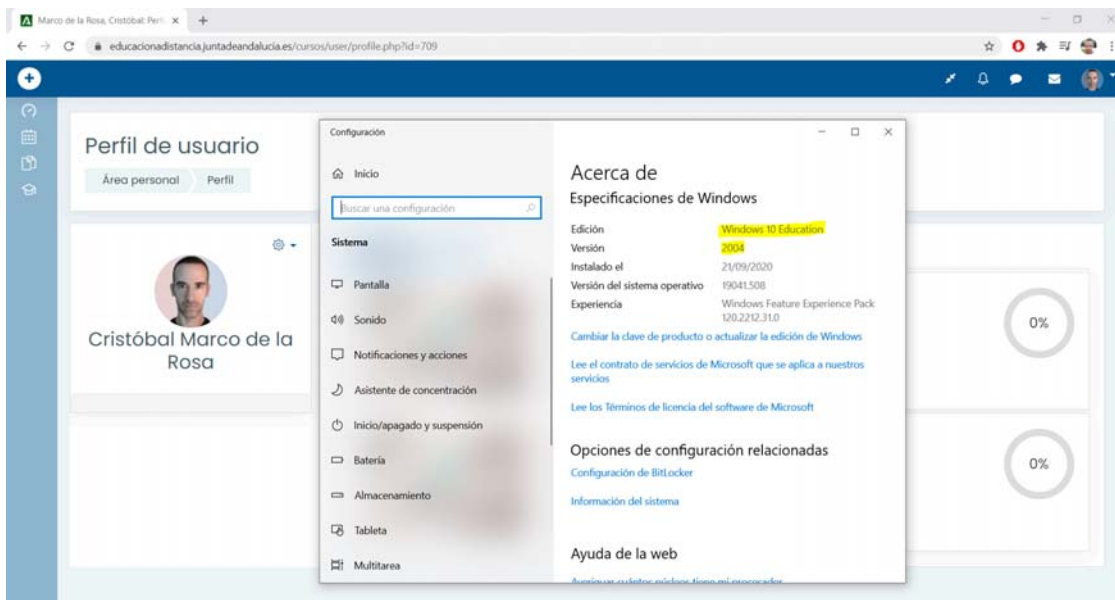 Marco de la Rosa, Cristóbal: Perf
educacionadistancia.juntadeandalucia.es/cursos/user/profile.php?id=709
Perfil de usuario
Área personal Perfil
Cristóbal Marco de la
Rosa
Configuración
Inicio
Buscar una configuración
Sistema
Pantalla
Sonido
Notificaciones y acciones
Asistente de concentración
Inicio/apagado y suspensión
Batería
Almacenamiento
Tableta
Multitarea
Acerca de
Especificaciones de Windows
Edición Windows 10 Education
Versión 2004
Instalado el 21/09/2020
Versión del sistema operativo 19041.508
Experiencia Windows Feature Experience Pack
120.2212.31.0
Cambiar la clave de producto o actualizar la edición de Windows
Lee el contrato de servicios de Microsoft que se aplica a nuestros
servicios
Lee los Términos de licencia del software de Microsoft
Opciones de configuración relacionadas
Configuración de BitLocker
Información del sistema
Ayuda de la web
Averiguar cuántos núcleos tiene mi procesador
0%
0%